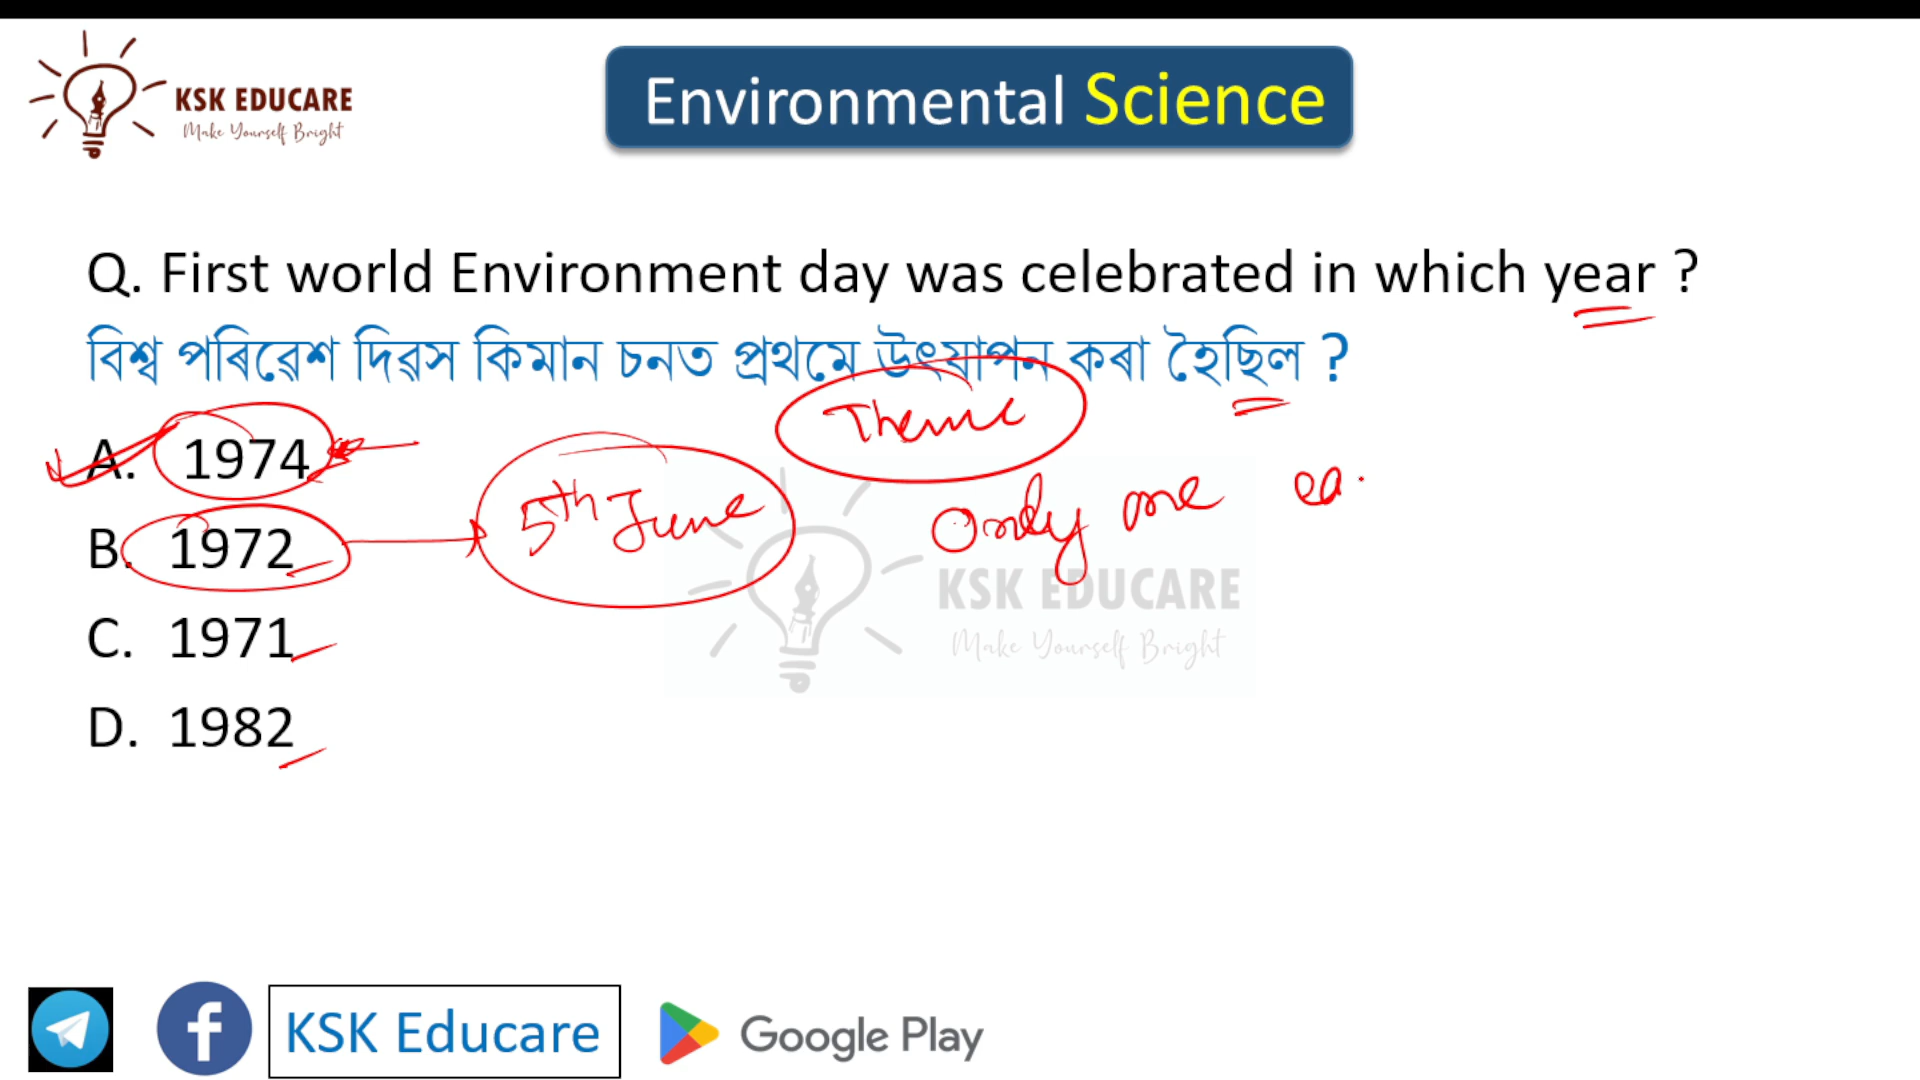 KSK EDUCARE
Make Yourself Bright
Environmental Science
Q. First world Environment day was celebrated in which year ?
বিশ্ব পৰিৱেশ দিৱস কিমান চনত প্ৰথমে উৎযাপন কৰা হৈছিল ?
Theme
A. 1974
5th June
Only one ea.
B. 1972
KSK EDUCARE
Make Yourself Bright
C. 1971
D. 1982
KSK Educare
Google Play